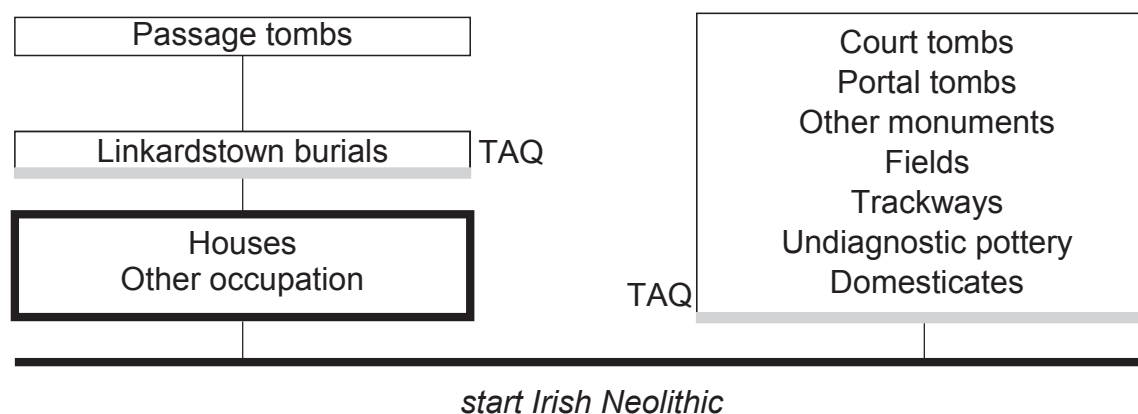 Passage tombs
Linkardstown burials
TAQ
Houses
Other occupation
Court tombs
Portal tombs
Other monuments
Fields
Trackways
Undiagnostic pottery
Domesticates
TAQ
start Irish Neolithic